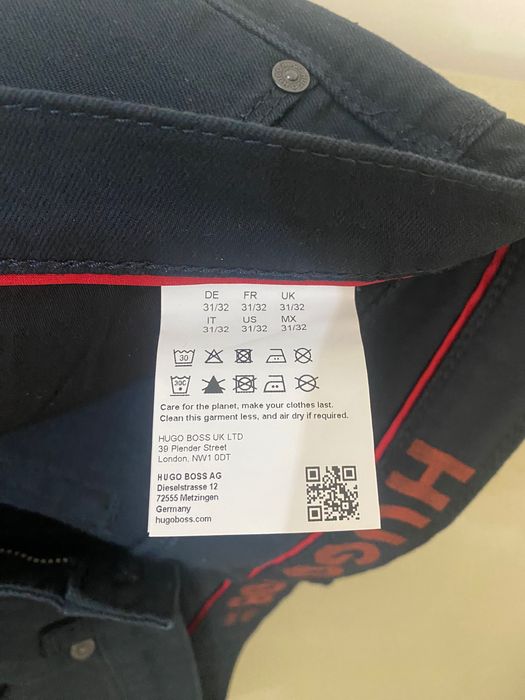 DE FR UK
31/32 31/32 31/32
IT US MX
31/32 31/32 31/32
30
30C
Care for the planet, make your clothes last.
Clean this garment less, and air dry if required.
HUGO BOSS UK LTD
39 Plender Street
London, NW1 0DT
HUGO BOSS AG
Dieselstrasse 12
72555 Metzingen
Germany
hugoboss.com
HUGO